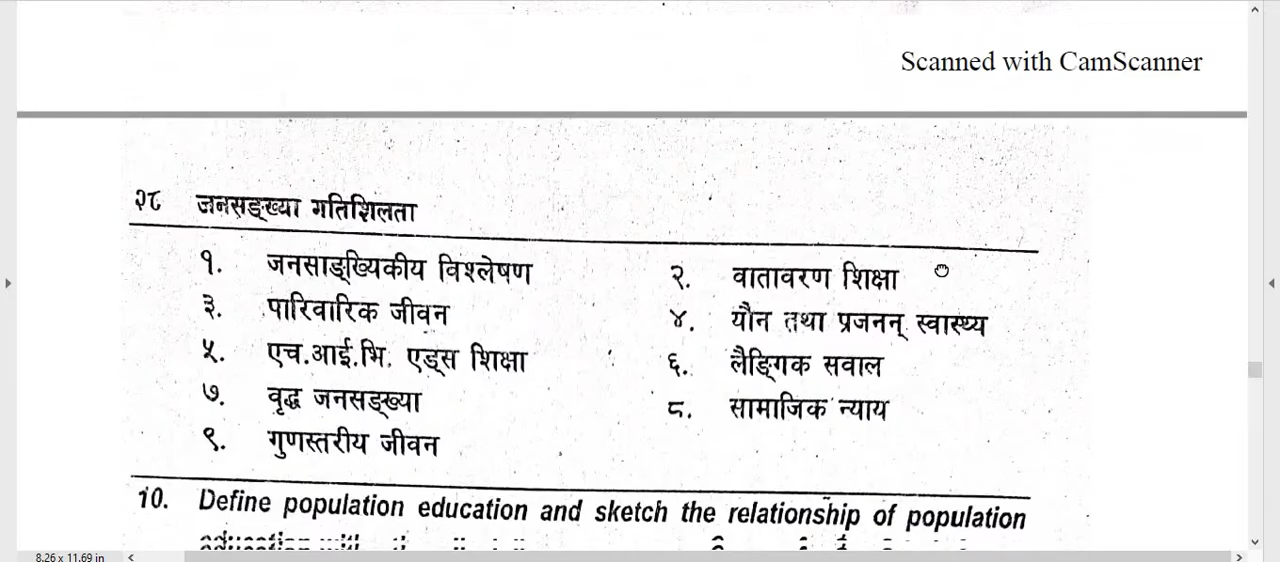 Scanned with CamScanner
२८ जनसङ्ख्या गतिशिलता
१. जनसाङ्ख्यिकीय विश्लेषण २. वातावरण शिक्षा
३. पारिवारिक जीवन ४. यौन तथा प्रजनन् स्वास्थ्य
५. एच.आई.भि. एड्स शिक्षा ६. लैङ्गिक सवाल
७. वृद्ध जनसङ्ख्या ८. सामाजिक न्याय
९. गुणस्तरीय जीवन
10. Define population education and sketch the relationship of population
education with
8.26 x 11.69 in